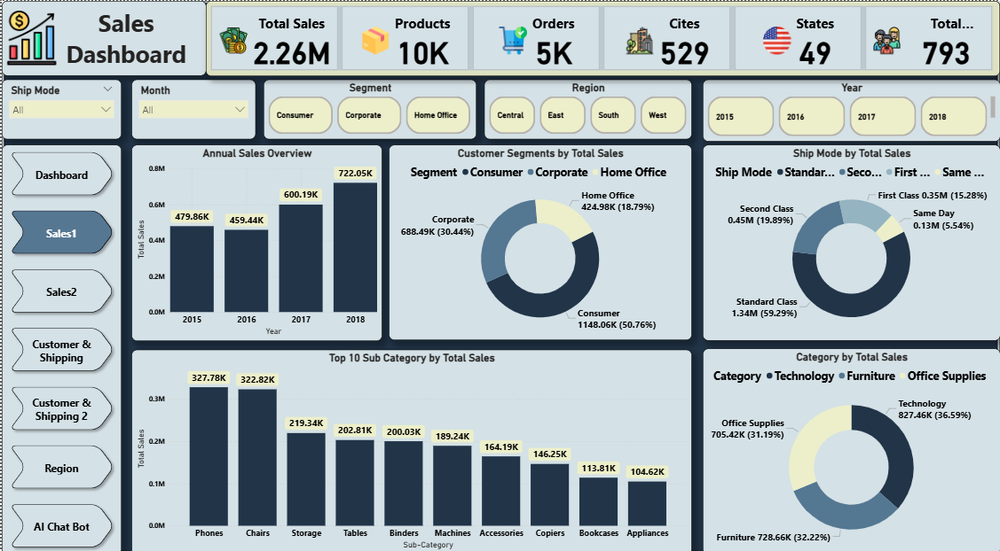 Sales
Dashboard
Total Sales
2.26M
Products
10K
Orders
5K
Cites
529
States
49
Total...
793
Ship Mode
All
Month
All
Segment
Consumer
Corporate
Home Office
Region
Central
East
South
West
Year
2015
2016
2017
2018
Dashboard
Sales1
Sales2
Customer &
Shipping
Customer &
Shipping 2
Region
AI Chat Bot
Annual Sales Overview
Total Sales
0.8M
0.6M
0.4M
0.2M
0.0M
479.86K
459.44K
600.19K
722.05K
2015
2016
2017
2018
Year
Customer Segments by Total Sales
Segment Consumer Corporate Home Office
Home Office
424.98K (18.79%)
Corporate
688.49K (30.44%)
Consumer
1148.06K (50.76%)
Ship Mode by Total Sales
Ship Mode Standar... Seco... First ... Same ...
First Class 0.35M (15.28%)
Second Class
0.45M (19.89%)
Same Day
0.13M (5.54%)
Standard Class
1.34M (59.29%)
Top 10 Sub Category by Total Sales
Total Sales
0.3M
0.2M
0.1M
0.0M
327.78K
322.82K
219.34K
202.81K
200.03K
189.24K
164.19K
146.25K
113.81K
104.62K
Phones
Chairs
Storage
Tables
Binders
Machines
Accessories
Copiers
Bookcases
Appliances
Sub-Category
Category by Total Sales
Category Technology Furniture Office Supplies
Technology
827.46K (36.59%)
Office Supplies
705.42K (31.19%)
Furniture 728.66K (32.22%)